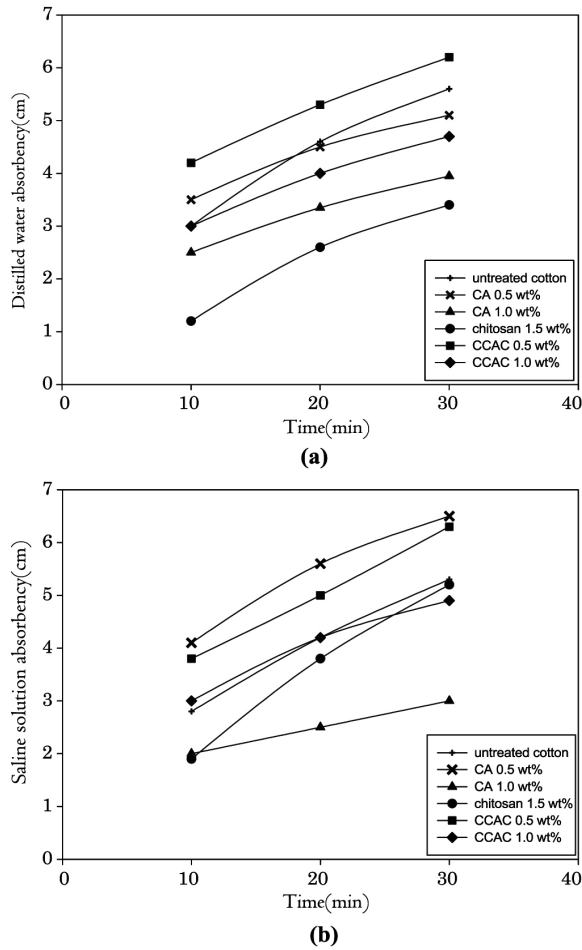 7
6
5
4
3
2
1
0
Distilled water absorbency(cm)
untreated cotton
CA 0.5 wt%
CA 1.0 wt%
chitosan 1.5 wt%
CCAC 0.5 wt%
CCAC 1.0 wt%
0 10 20 30 40
Time(min)
(a)
7
6
5
4
3
2
1
0
Saline solution absorbency(cm)
untreated cotton
CA 0.5 wt%
CA 1.0 wt%
chitosan 1.5 wt%
CCAC 0.5 wt%
CCAC 1.0 wt%
0 10 20 30 40
Time(min)
(b)